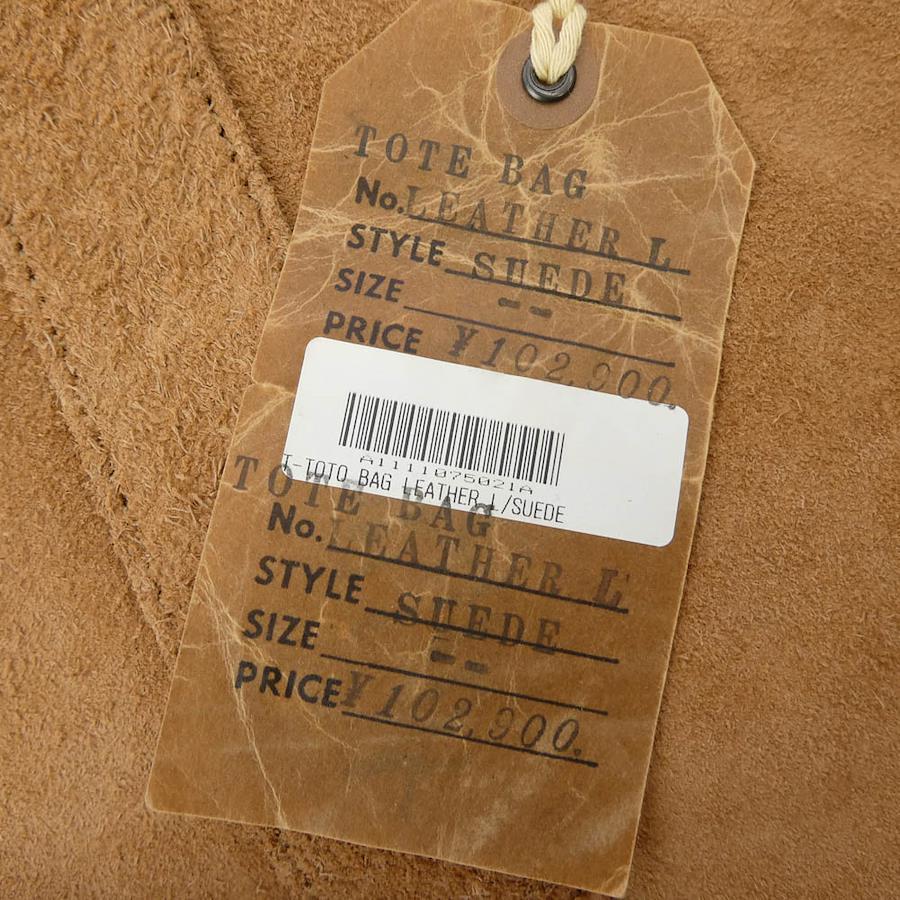 TOTE BAG
No. LEATHER L
STYLE SUEDE
SIZE --
PRICE ¥102,900.
A1111075021A
T-TOTO BAG LEATHER L/SUEDE
TOTE BAG
No. LEATHER L
STYLE SUEDE
SIZE --
PRICE ¥102,900.